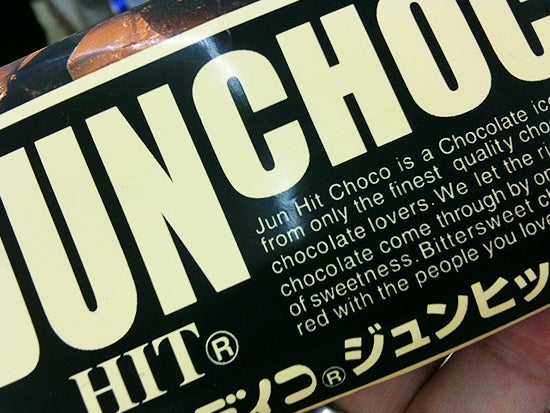 JUNCHOC
Jun Hit Choco is a Chocolate ic
from only the finest quality cho
chocolate lovers. We let the ri
chocolate come through by on
of sweetness. Bittersweet c
red with the people you love
HIT®
ディコ® ジュンヒッ